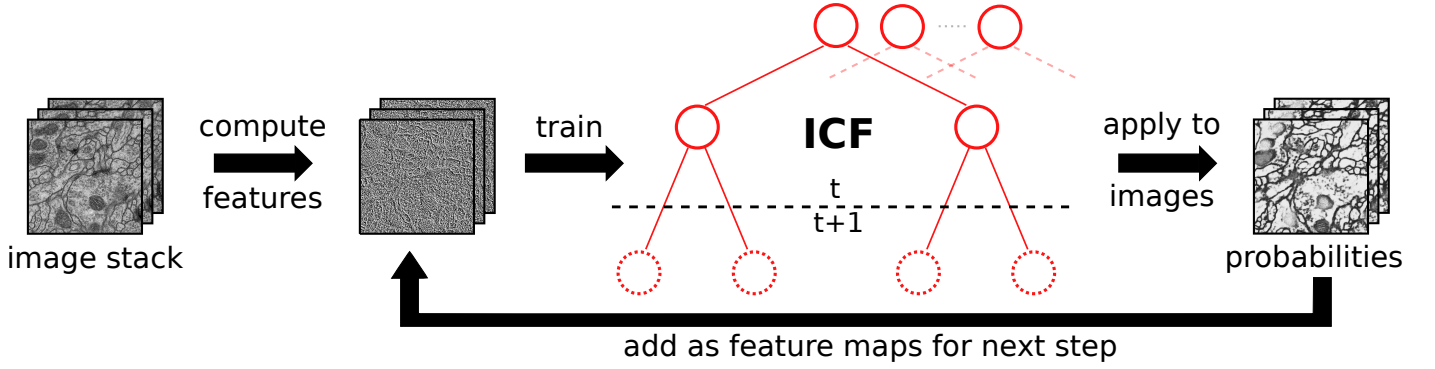 image stack
compute
features
train
ICF
t
t+1
apply to
images
probabilities
add as feature maps for next step